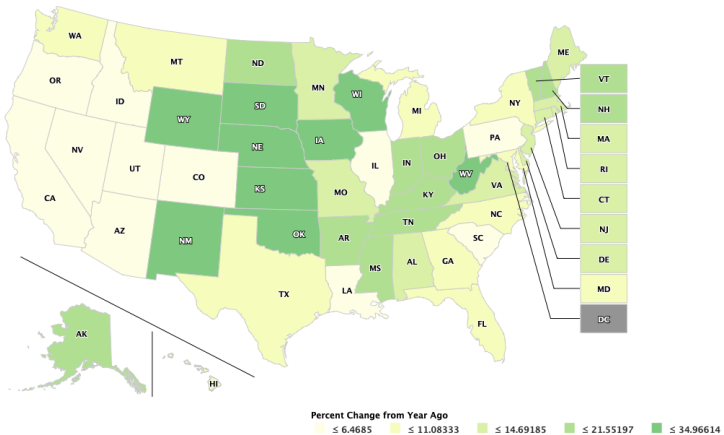 WA
MT
ND
MN
ME
VT
OR
ID
WY
SD
WI
MI
NY
NH
MA
NV
UT
CO
NE
IA
IL
IN
OH
PA
RI
CA
AZ
NM
KS
MO
KY
WV
VA
CT
OK
AR
TN
NC
NJ
TX
LA
MS
AL
GA
SC
DE
FL
MD
AK
HI
DC
Percent Change from Year Ago
≤ 6.4685 ≤ 11.08333 ≤ 14.69185 ≤ 21.55197 ≤ 34.96614